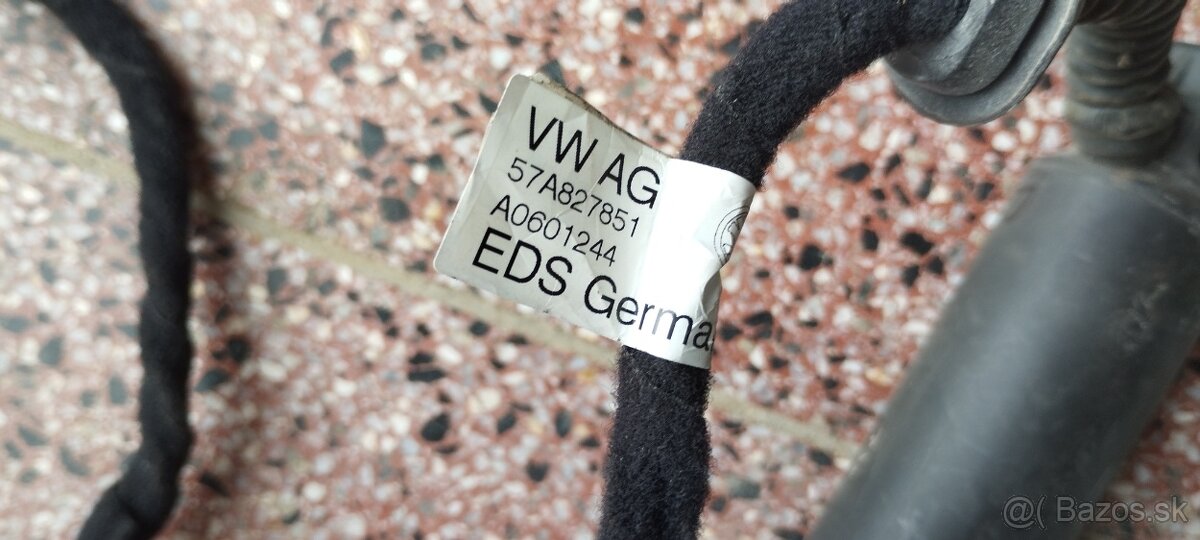 VW AG
57A827851
A0601244
EDS Germa
@( Bazos.sk